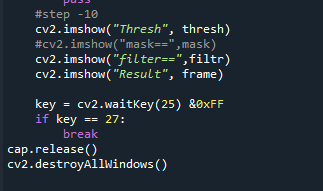 pass
#step -10
cv2.imshow("Thresh", thresh)
#cv2.imshow("mask==",mask)
cv2.imshow("filter==",filtr)
cv2.imshow("Result", frame)
key = cv2.waitKey(25) &0xFF
if key == 27:
break
cap.release()
cv2.destroyAllWindows()